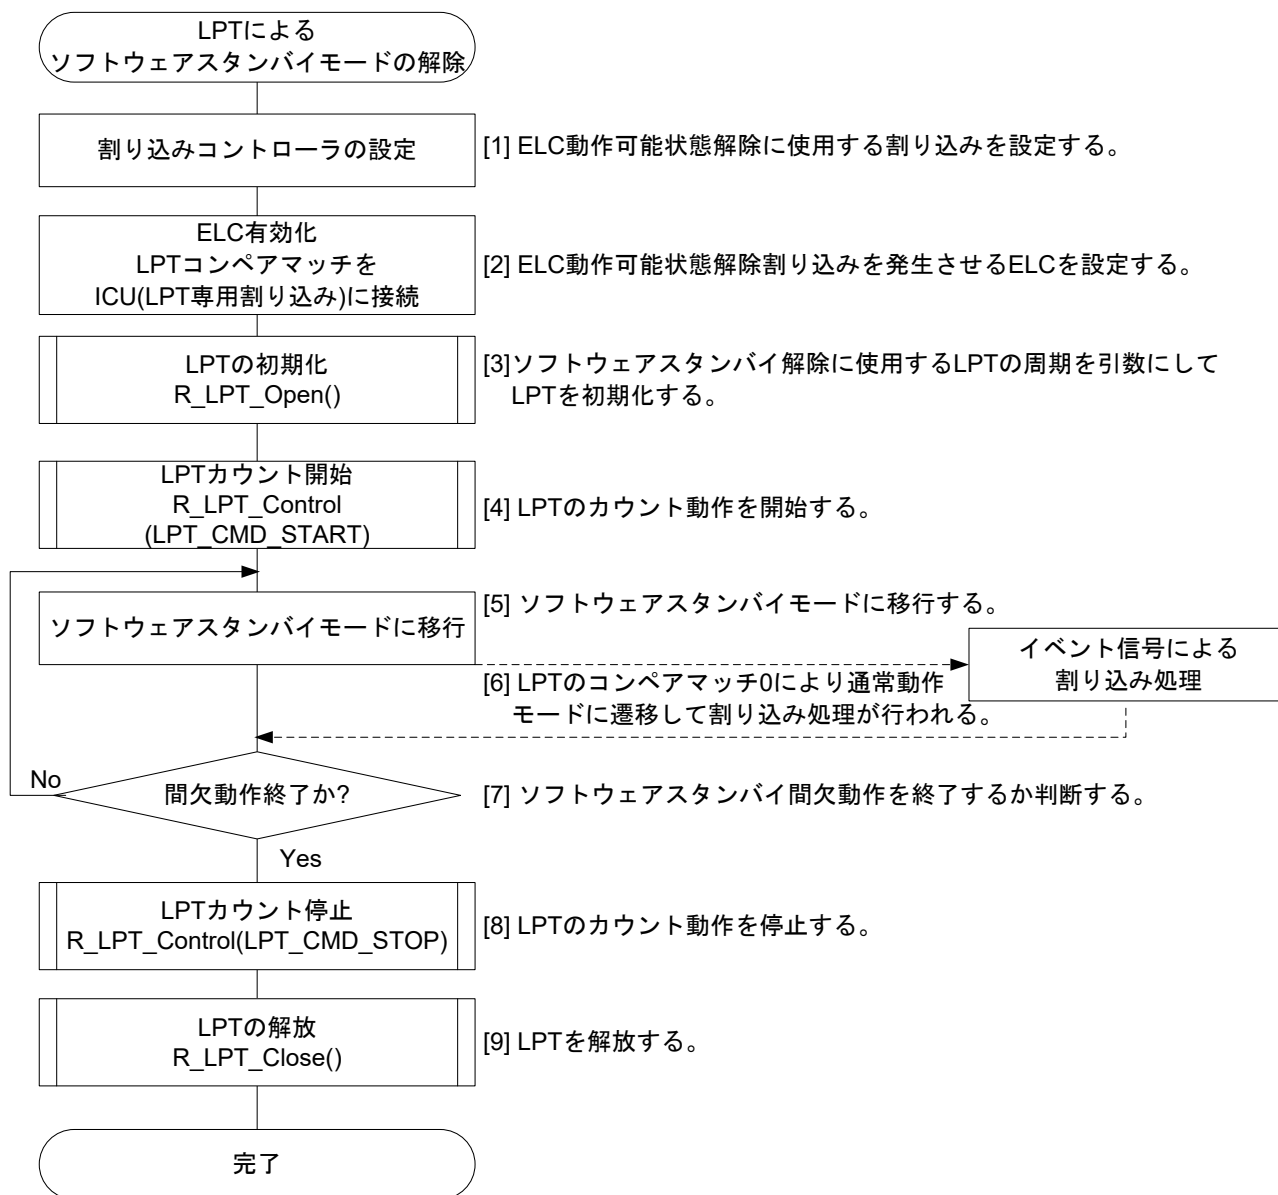 LPTによる
ソフトウェアスタンバイモードの解除
割り込みコントローラの設定
[1] ELC動作可能状態解除に使用する割り込みを設定する。
ELC有効化
LPTコンペアマッチを
ICU(LPT専用割り込み)に接続
[2] ELC動作可能状態解除割り込みを発生させるELCを設定する。
LPTの初期化
R_LPT_Open()
[3]ソフトウェアスタンバイ解除に使用するLPTの周期を引数にして
LPTを初期化する。
LPTカウント開始
R_LPT_Control
(LPT_CMD_START)
[4] LPTのカウント動作を開始する。
ソフトウェアスタンバイモードに移行
[5] ソフトウェアスタンバイモードに移行する。
イベント信号による
割り込み処理
[6] LPTのコンペアマッチ0により通常動作
モードに遷移して割り込み処理が行われる。
No
間欠動作終了か?
[7] ソフトウェアスタンバイ間欠動作を終了するか判断する。
Yes
LPTカウント停止
R_LPT_Control(LPT_CMD_STOP)
[8] LPTのカウント動作を停止する。
LPTの解放
R_LPT_Close()
[9] LPTを解放する。
完了